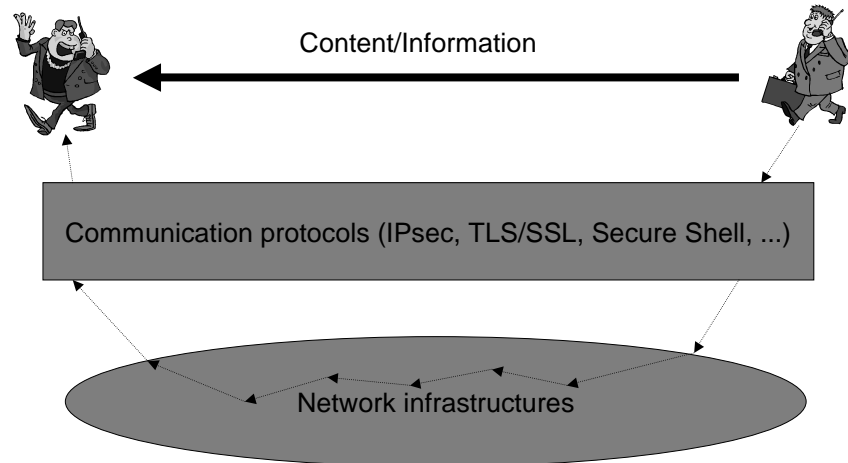 Content/Information
Communication protocols (IPsec, TLS/SSL, Secure Shell, ...)
Network infrastructures